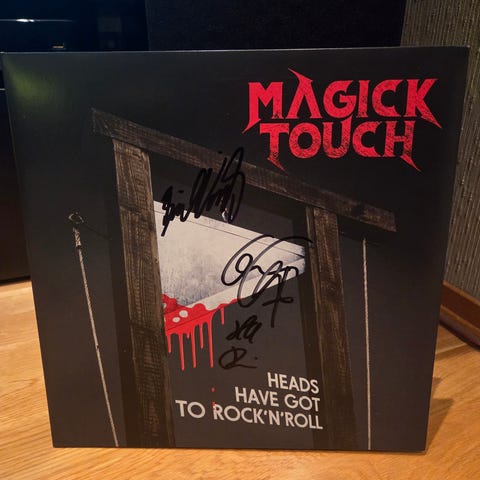 MAGICK
TOUCH
HEADS
HAVE GOT
TO ROCK'N'ROLL